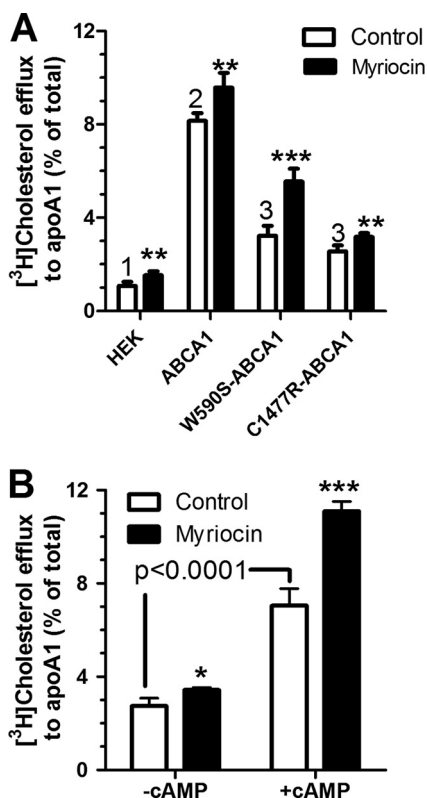 A
12
8
4
0
[³H]Cholesterol efflux
to apoA1 (% of total)
Control
Myriocin
1
**
2
**
3
***
3
**
HEK
ABCA1
W590S-ABCA1
C1477R-ABCA1
B
12
8
4
0
[³H]Cholesterol efflux
to apoA1 (% of total)
Control
Myriocin
p<0.0001
*
***
-cAMP
+cAMP